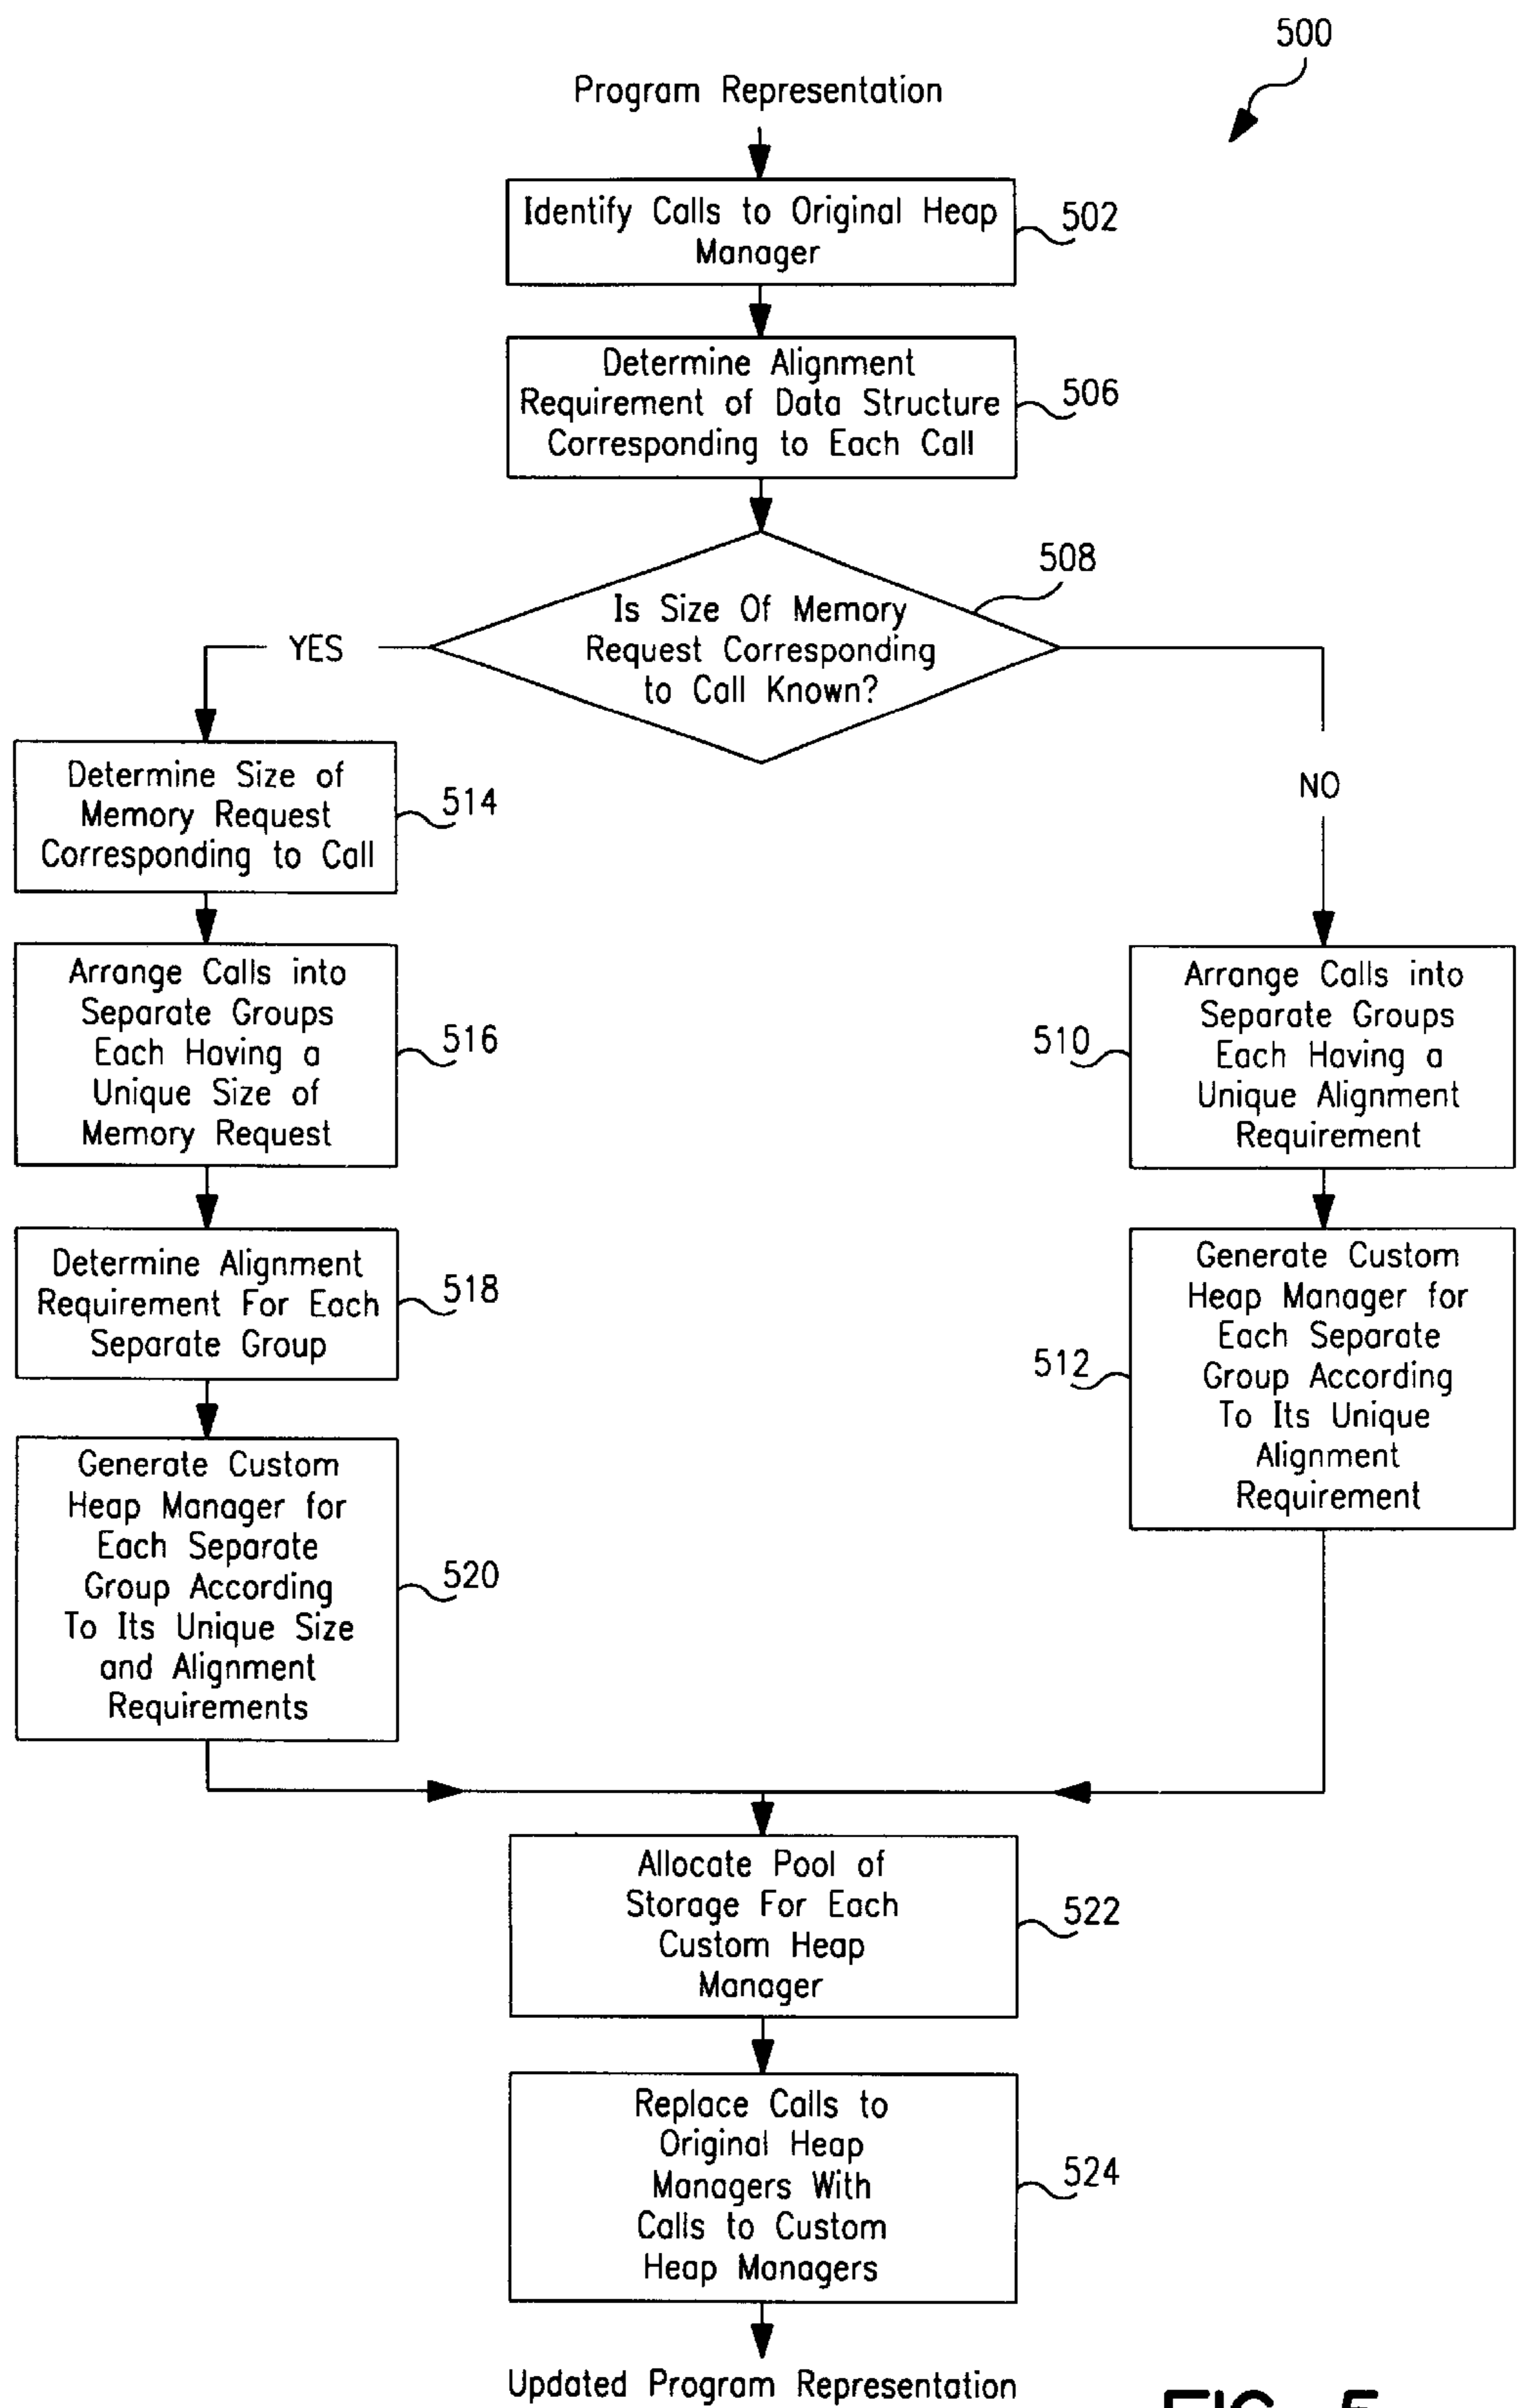 500
Program Representation
Identify Calls to Original Heap
Manager
502
Determine Alignment
Requirement of Data Structure
Corresponding to Each Call
506
508
Is Size Of Memory
Request Corresponding
to Call Known?
YES
NO
Determine Size of
Memory Request
Corresponding to Call
514
Arrange Calls into
Separate Groups
Each Having a
Unique Size of
Memory Request
516
510
Arrange Calls into
Separate Groups
Each Having a
Unique Alignment
Requirement
Determine Alignment
Requirement For Each
Separate Group
518
512
Generate Custom
Heap Manager for
Each Separate
Group According
To Its Unique
Alignment
Requirement
Generate Custom
Heap Manager for
Each Separate
Group According
To Its Unique Size
and Alignment
Requirements
520
Allocate Pool of
Storage For Each
Custom Heap
Manager
522
Replace Calls to
Original Heap
Managers With
Calls to Custom
Heap Managers
524
Updated Program Representation
FIG. 5